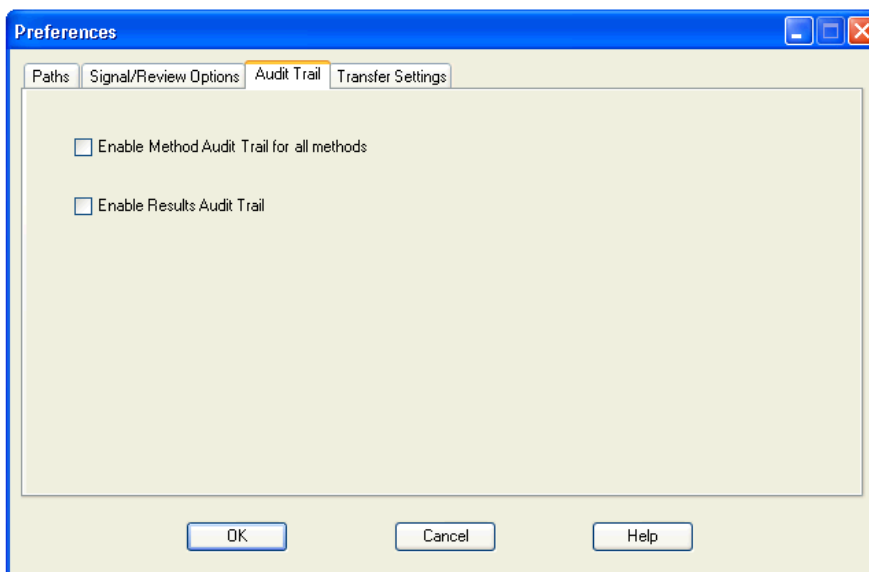 Preferences
Paths Signal/Review Options Audit Trail Transfer Settings
Enable Method Audit Trail for all methods
Enable Results Audit Trail
OK Cancel Help